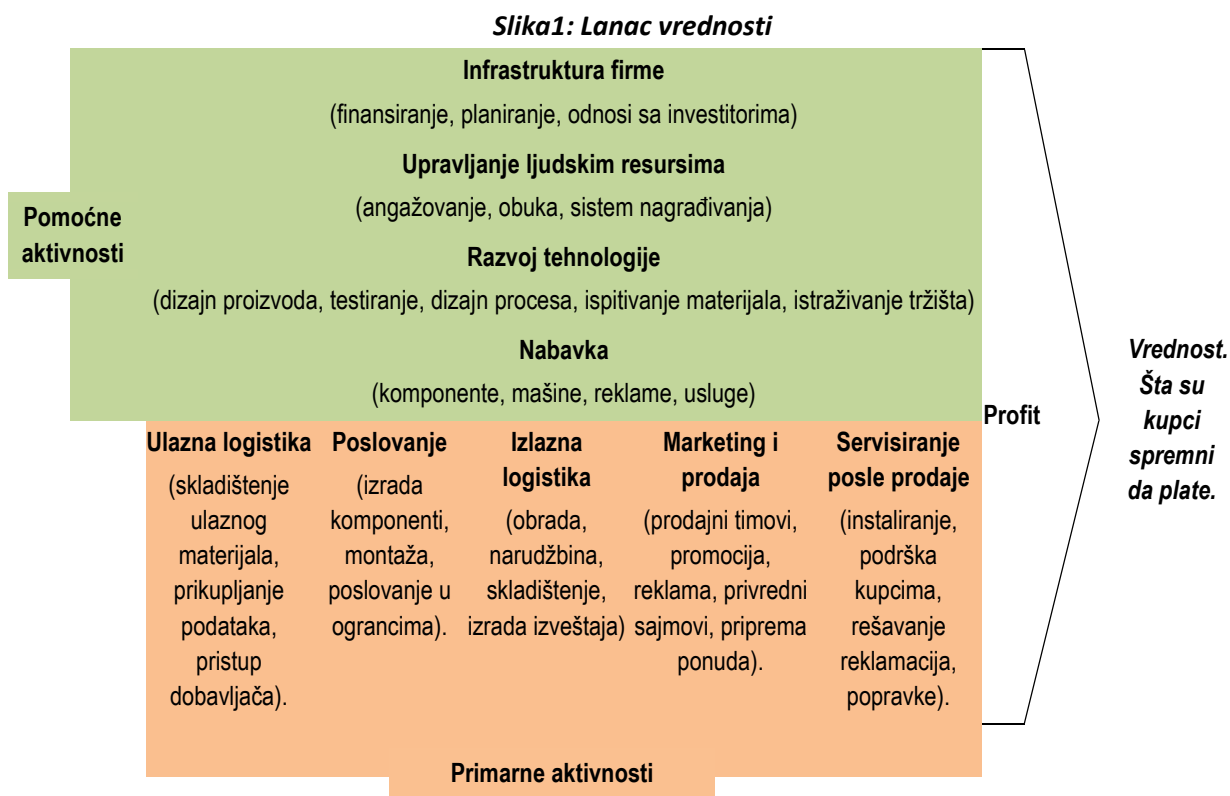 Slika1: Lanac vrednosti
Infrastruktura firme
(finansiranje, planiranje, odnosi sa investitorima)
Upravljanje ljudskim resursima
(angažovanje, obuka, sistem nagrađivanja)
Pomoćne
aktivnosti
Razvoj tehnologije
(dizajn proizvoda, testiranje, dizajn procesa, ispitivanje materijala, istraživanje tržišta)
Nabavka
(komponente, mašine, reklame, usluge)
Ulazna logistika
(skladištenje
ulaznog
materijala,
prikupljanje
podataka,
pristup
dobavljača).
Poslovanje
(izrada
komponenti,
montaža,
poslovanje u
ograncima).
Izlazna
logistika
(obrada,
narudžbina,
skladištenje,
izrada izveštaja)
Marketing i
prodaja
(prodajni timovi,
promocija,
reklama, privredni
sajmovi, priprema
ponuda).
Servisiranje
posle prodaje
(instaliranje,
podrška
kupcima,
rešavanje
reklamacija,
popravke).
Primarne aktivnosti
Profit
Vrednost.
Šta su
kupci
spremni
da plate.